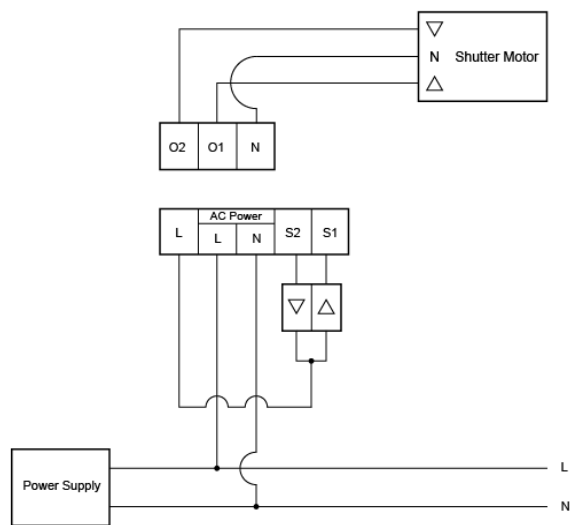 ▽
N Shutter Motor
△
O2 O1 N
AC Power
L L N S2 S1
▽ △
Power Supply
L
N